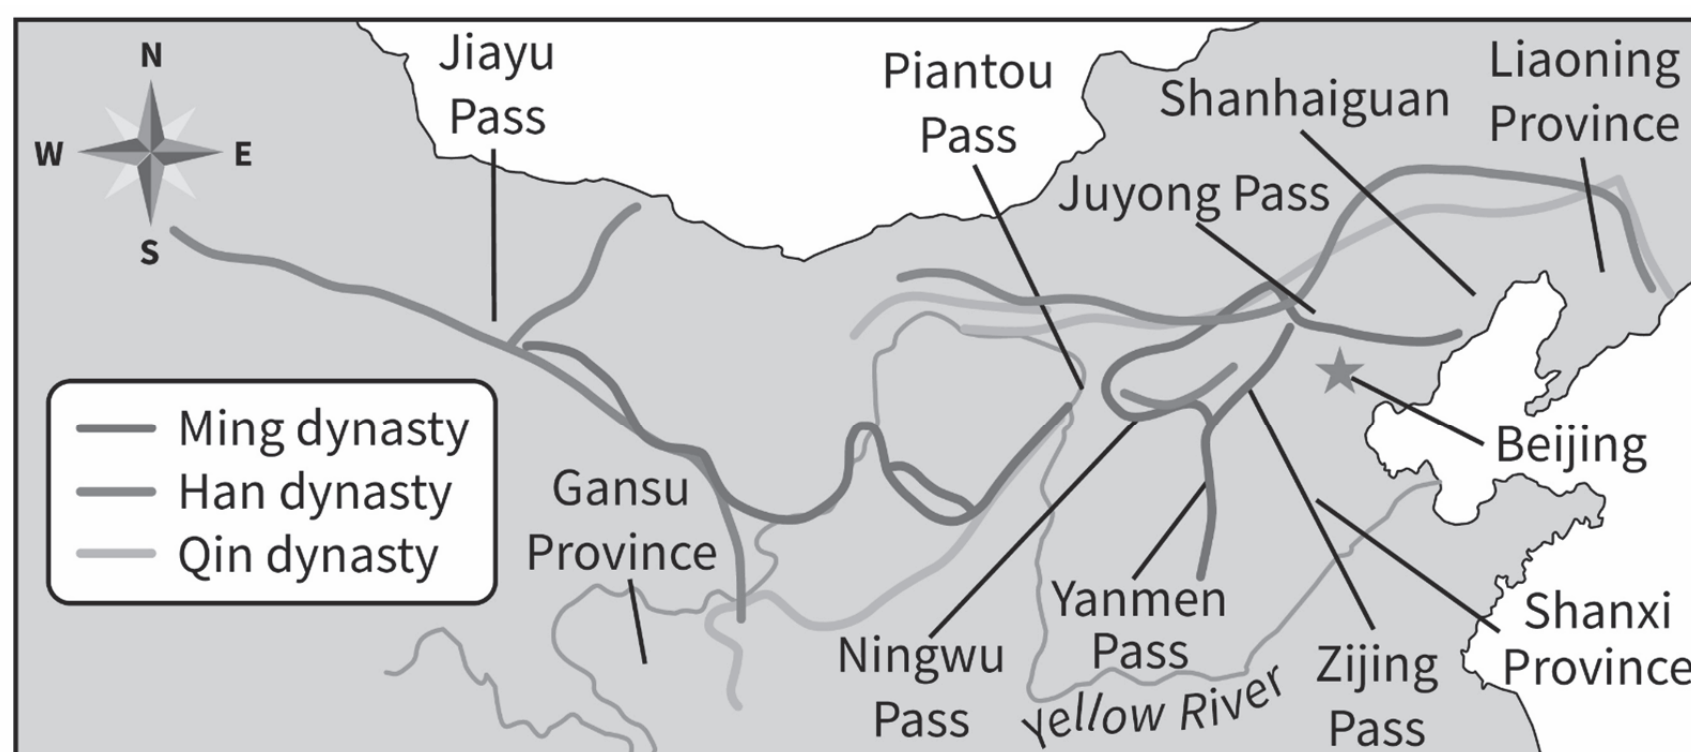 N
W
E
S
Jiayu
Pass
Piantou
Pass
Shanhaiguan
Liaoning
Province
Juyong Pass
Ming dynasty
Han dynasty
Qin dynasty
Gansu
Province
Beijing
Ningwu
Pass
Yanmen
Pass
Yellow River
Zijing
Pass
Shanxi
Province